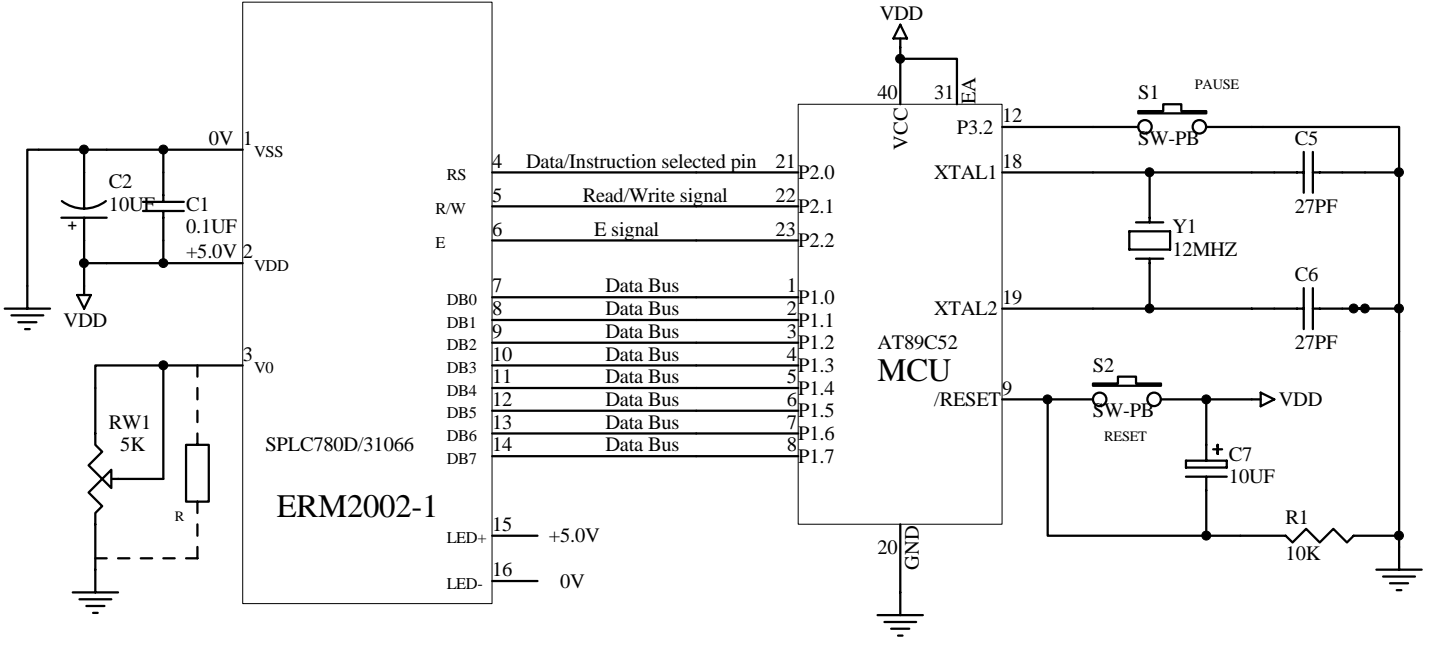 VDD
40
31
EA
VCC
S1
PAUSE
P3.2
12
SW-PB
C5
0V
1
VSS
C2
10UF
+
C1
0.1UF
+5.0V
2
VDD
VDD
RS
4
Data/Instruction selected pin
21
P2.0
XTAL1
18
27PF
R/W
5
Read/Write signal
22
P2.1
E
6
E signal
23
P2.2
Y1
12MHZ
C6
DB0
7
Data Bus
1
P1.0
XTAL2
19
DB1
8
Data Bus
2
P1.1
DB2
9
Data Bus
3
P1.2
AT89C52
27PF
DB3
10
Data Bus
4
P1.3
MCU
3
V0
DB4
11
Data Bus
5
P1.4
S2
DB5
12
Data Bus
6
P1.5
/RESET
9
SW-PB
VDD
RW1
5K
DB6
13
Data Bus
7
P1.6
RESET
SPLC780D/31066
DB7
14
Data Bus
8
P1.7
+
C7
10UF
R
ERM2002-1
LED+
15
+5.0V
R1
10K
20
GND
LED-
16
0V